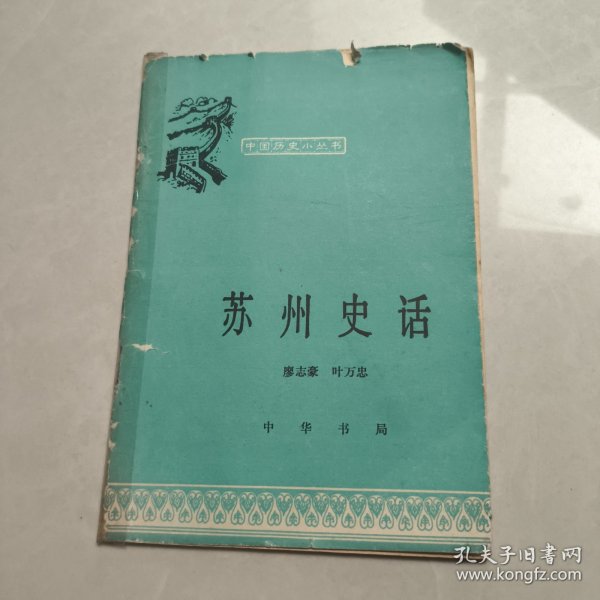 中国历史小丛书
苏州史话
廖志豪 叶万忠
中华书局
孔夫子旧书网
www.kongfz.com